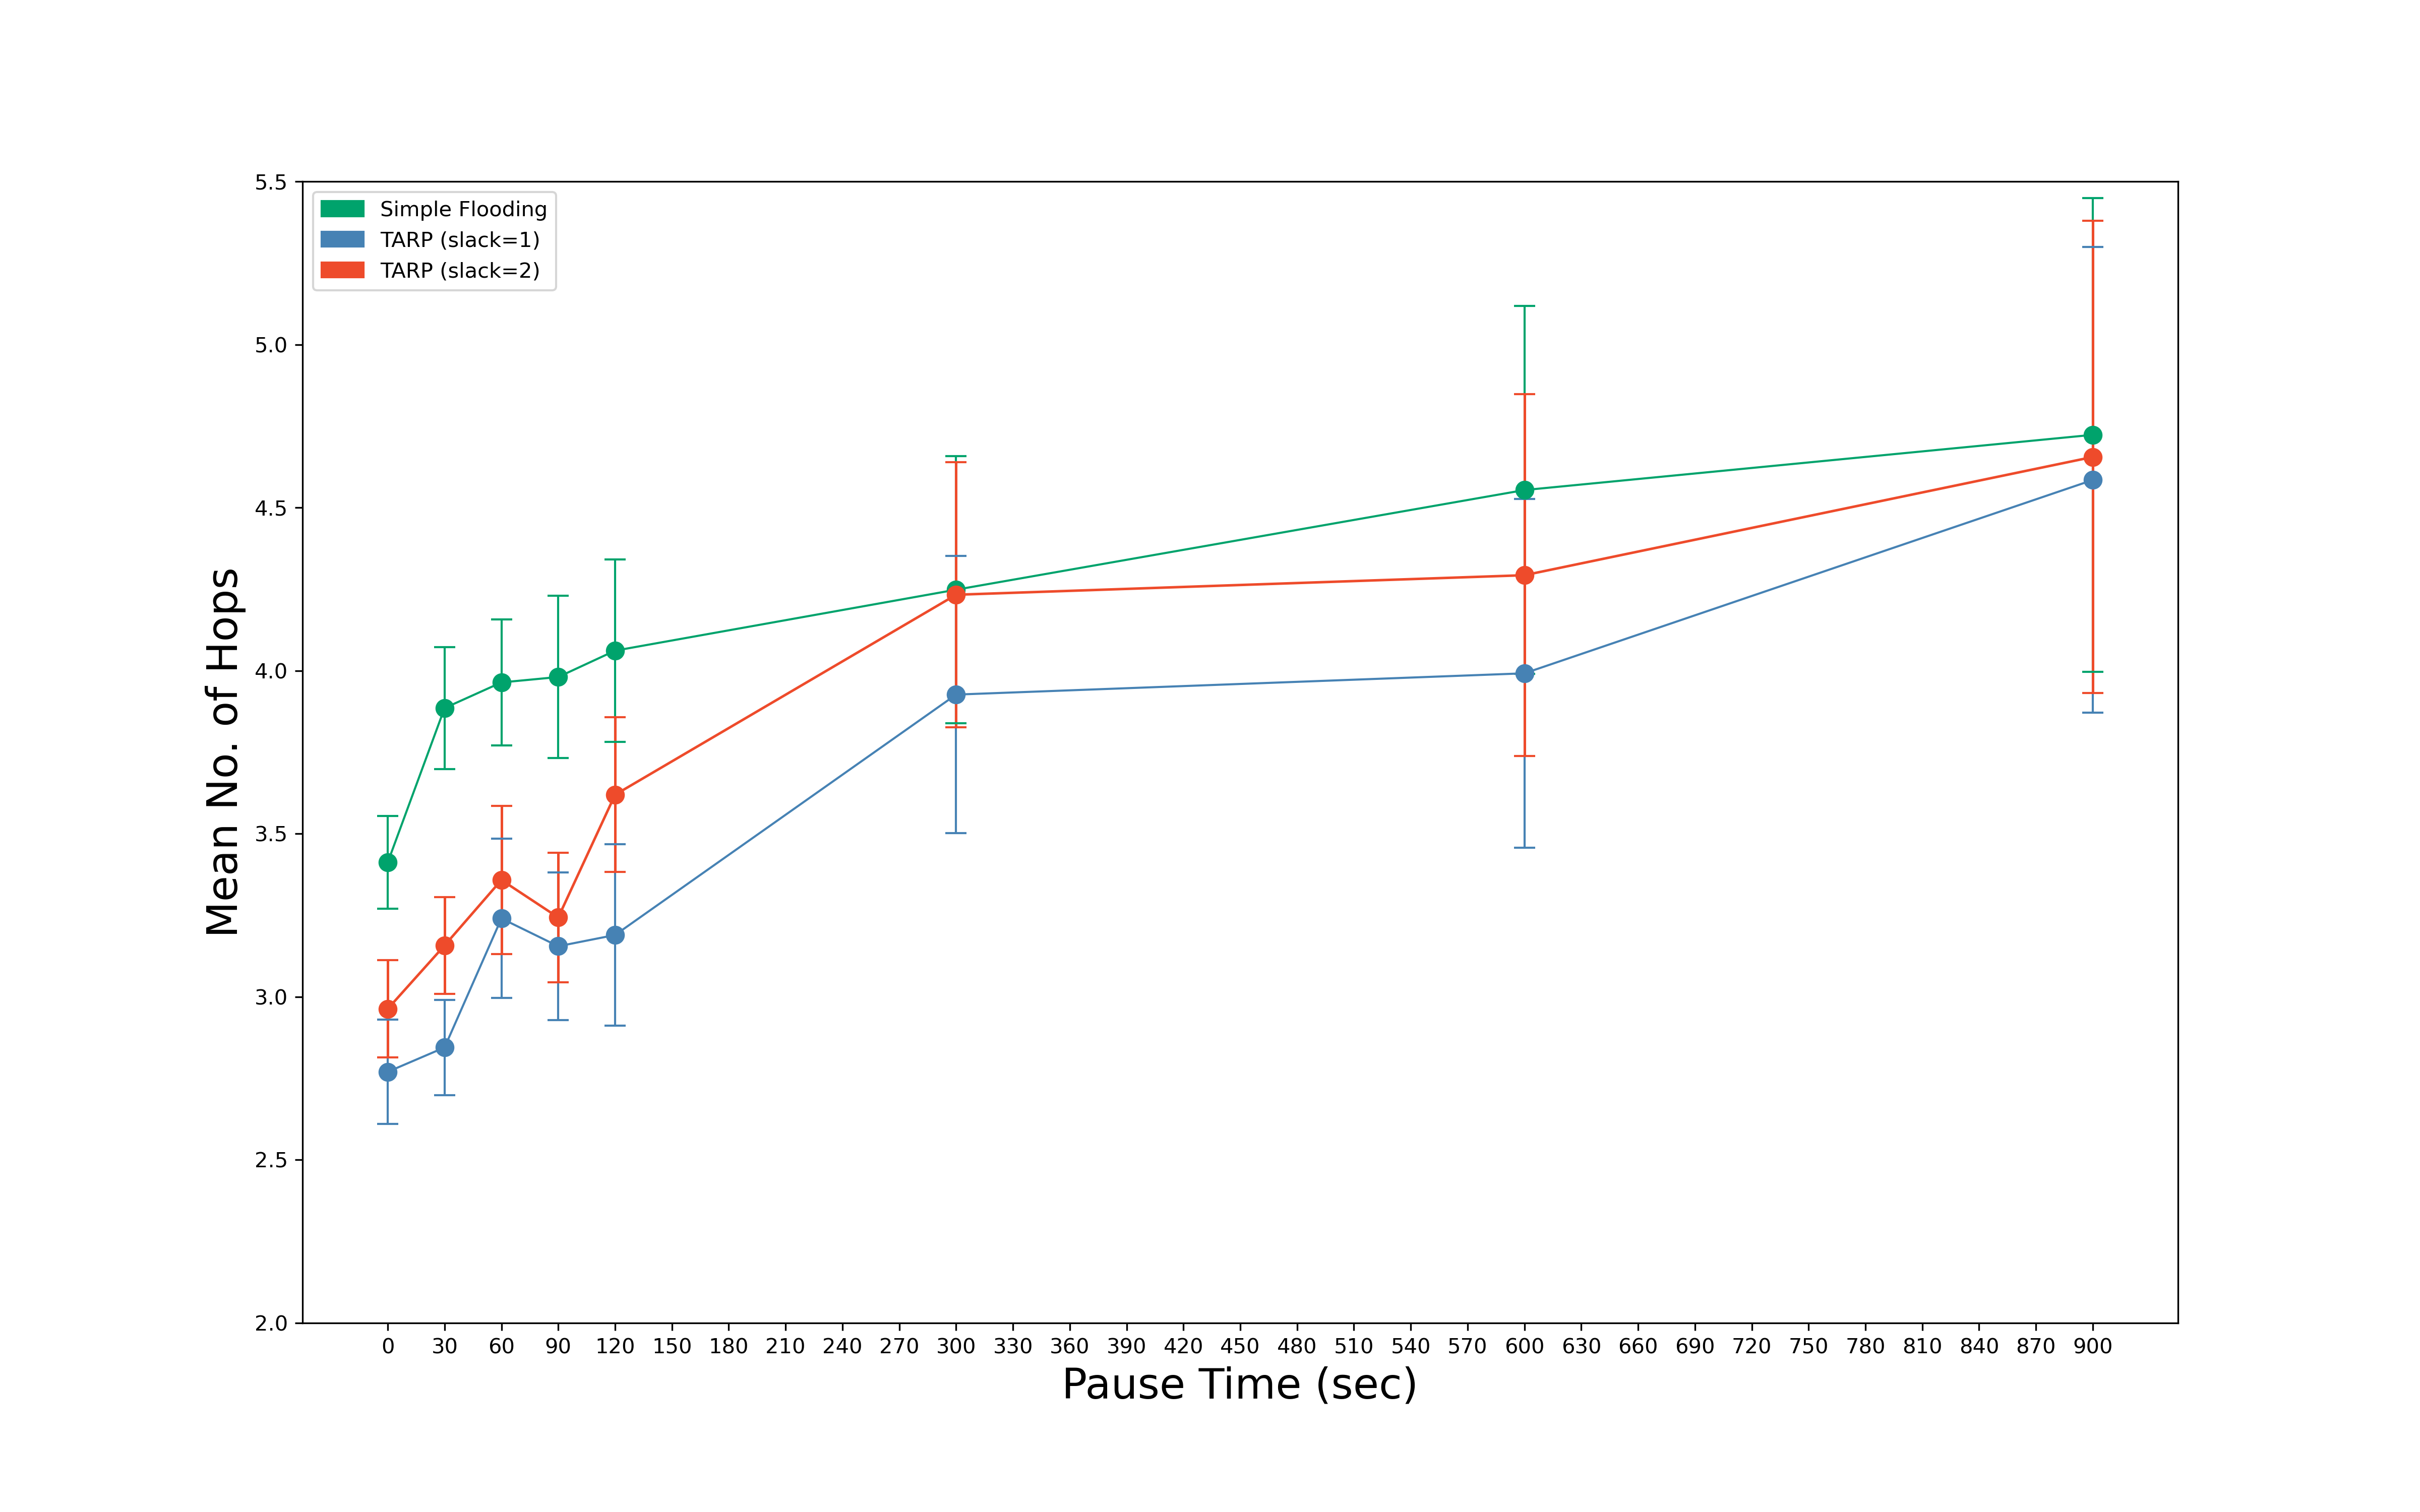 5.5
Simple Flooding
TARP (slack=1)
TARP (slack=2)
5.0
4.5
4.0
3.5
3.0
2.5
2.0
Mean No. of Hops
0 30 60 90 120 150 180 210 240 270 300 330 360 390 420 450 480 510 540 570 600 630 660 690 720 750 780 810 840 870 900
Pause Time (sec)